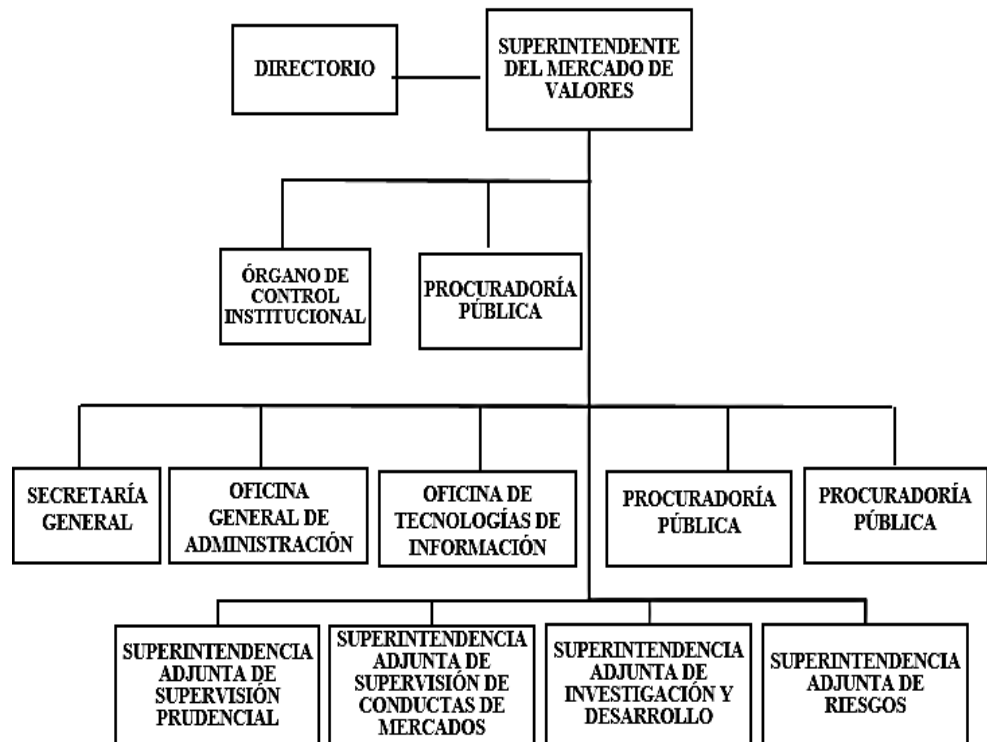 DIRECTORIO
SUPERINTENDENTE
DEL MERCADO DE
VALORES
ÓRGANO DE
CONTROL
INSTITUCIONAL
PROCURADORÍA
PÚBLICA
SECRETARÍA
GENERAL
OFICINA
GENERAL DE
ADMINISTRACIÓN
OFICINA DE
TECNOLOGÍAS DE
INFORMACIÓN
PROCURADORÍA
PÚBLICA
PROCURADORÍA
PÚBLICA
SUPERINTENDENCIA
ADJUNTA DE
SUPERVISIÓN
PRUDENCIAL
SUPERINTENDENCIA
ADJUNTA DE
SUPERVISIÓN DE
CONDUCTAS DE
MERCADOS
SUPERINTENDENCIA
ADJUNTA DE
INVESTIGACIÓN Y
DESARROLLO
SUPERINTENDENCIA
ADJUNTA DE
RIESGOS